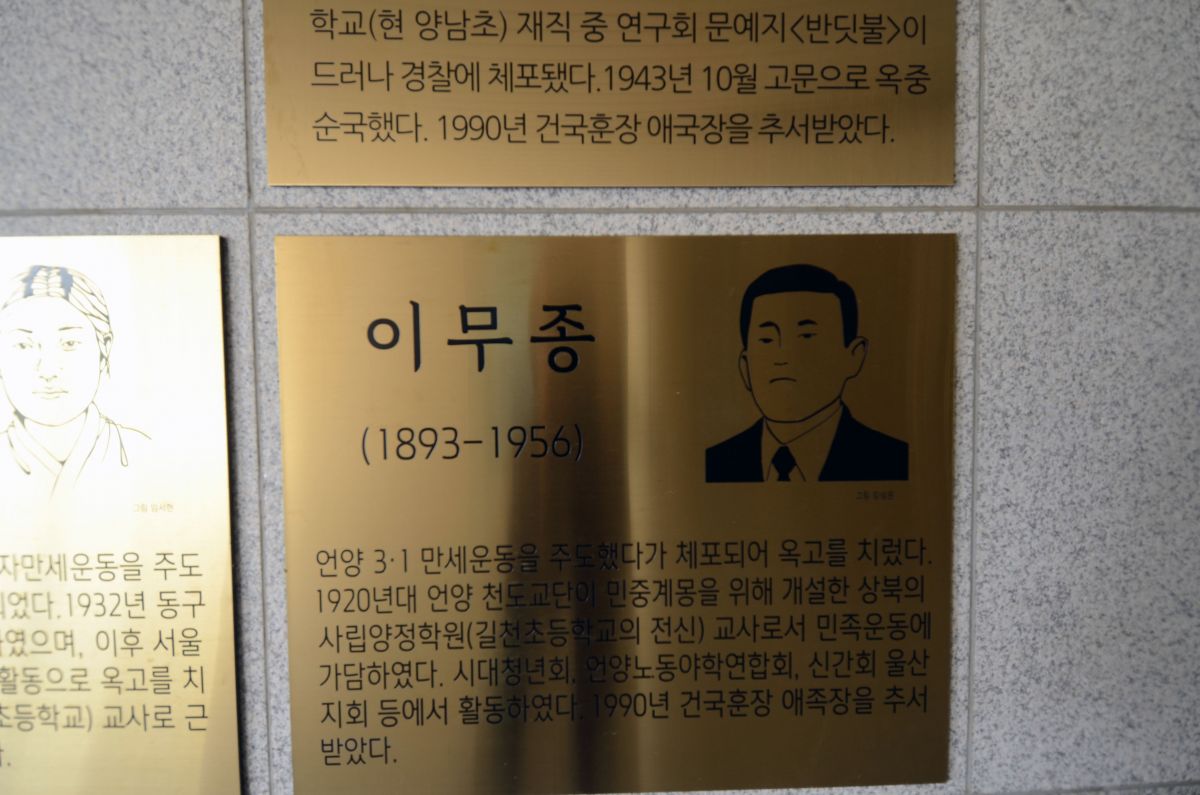 학교(현 양남초) 재직 중 연구회 문예지<반딧불>이
드러나 경찰에 체포됐다.1943년 10월 고문으로 옥중
순국했다. 1990년 건국훈장 애국장을 추서받았다.
그림 임서현
자만세운동을 주도
되었다.1932년 동구
하였으며, 이후 서울
활동으로 옥고를 치
초등학교) 교사로 근
다.
이무종
(1893-1956)
그림
언양 3·1 만세운동을 주도했다가 체포되어 옥고를 치렀다.
1920년대 언양 천도교단이 민중계몽을 위해 개설한 상북의
사립양정학원(길천초등학교의 전신) 교사로서 민족운동에
가담하였다. 시대청년회, 언양노동야학연합회, 신간회 울산
지회 등에서 활동하였다. 1990년 건국훈장 애족장을 추서
받았다.